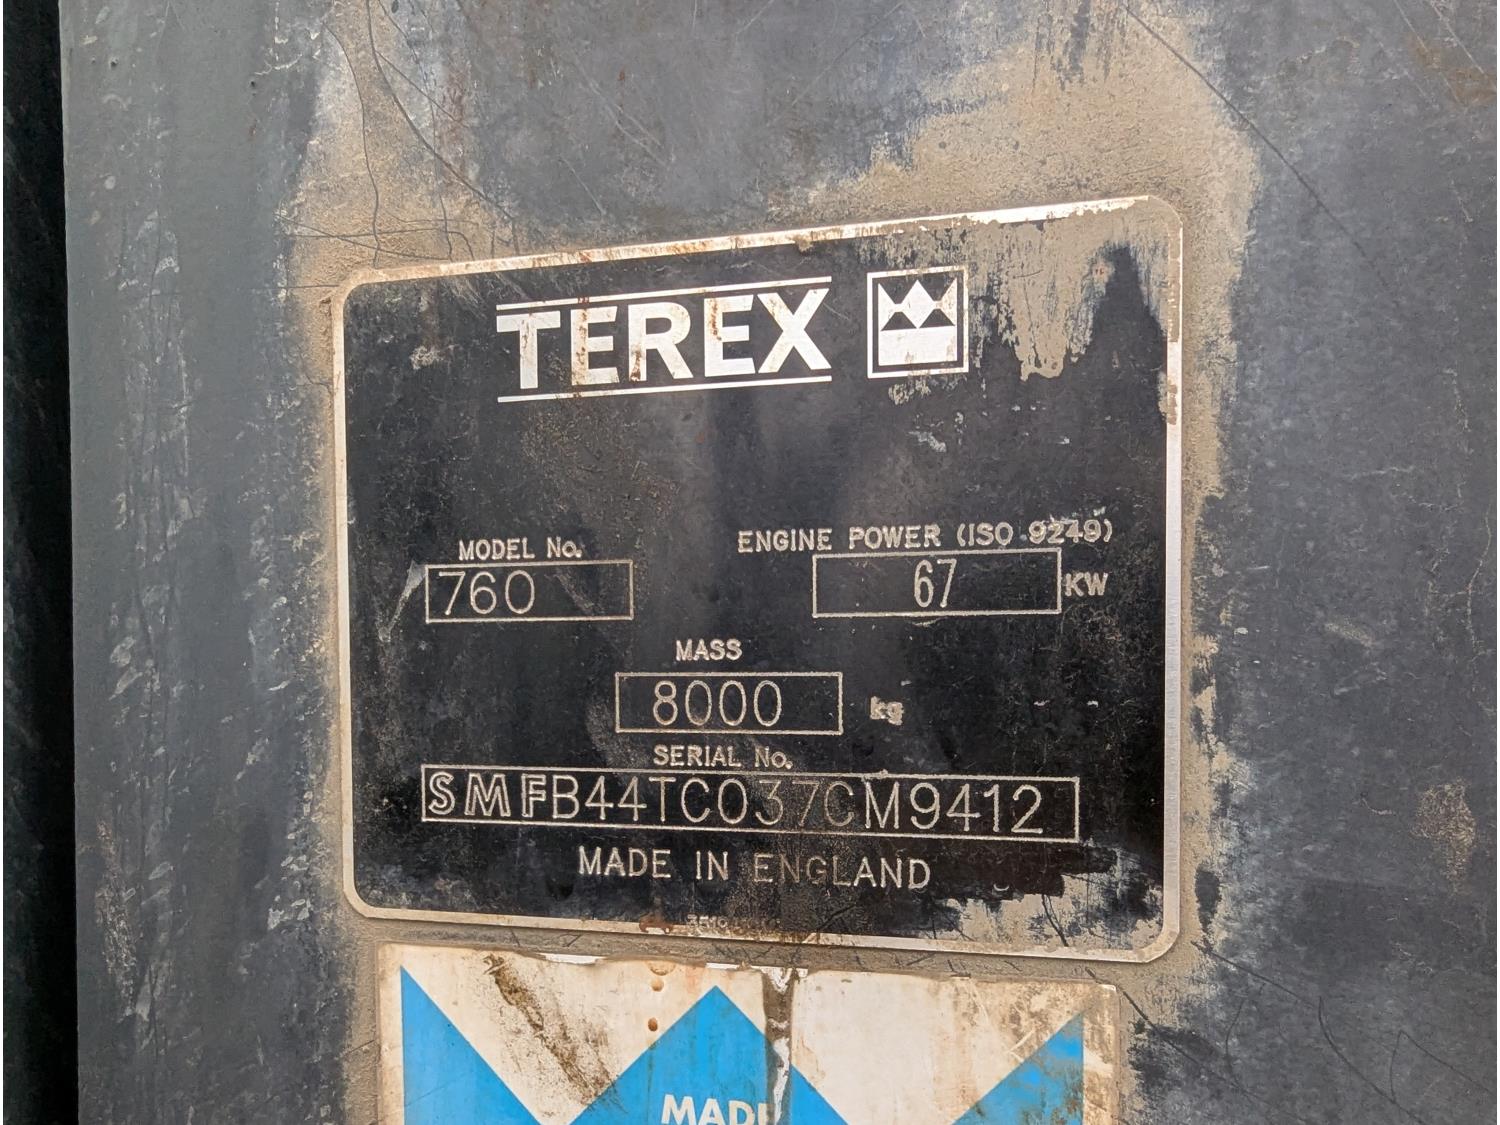 TEREX
MODEL No.
760
ENGINE POWER (ISO 9249)
67 KW
MASS
8000 kg
SERIAL No.
SMFB44TC037CM9412
MADE IN ENGLAND
MADE